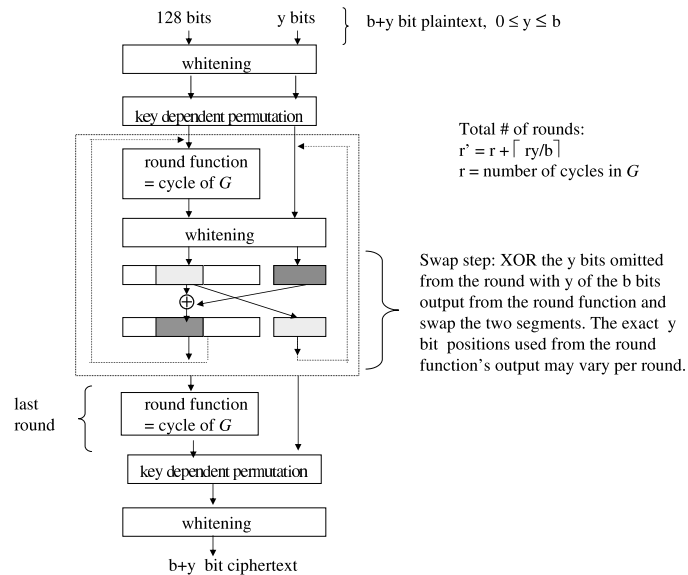 128 bits
y bits
b+y bit plaintext, 0 ≤ y ≤ b
whitening
key dependent permutation
Total # of rounds:
r' = r + ⌈ ry/b⌉
r = number of cycles in G
round function
= cycle of G
whitening
Swap step: XOR the y bits omitted
from the round with y of the b bits
output from the round function and
swap the two segments. The exact y
bit positions used from the round
function's output may vary per round.
last
round
round function
= cycle of G
key dependent permutation
whitening
b+y bit ciphertext